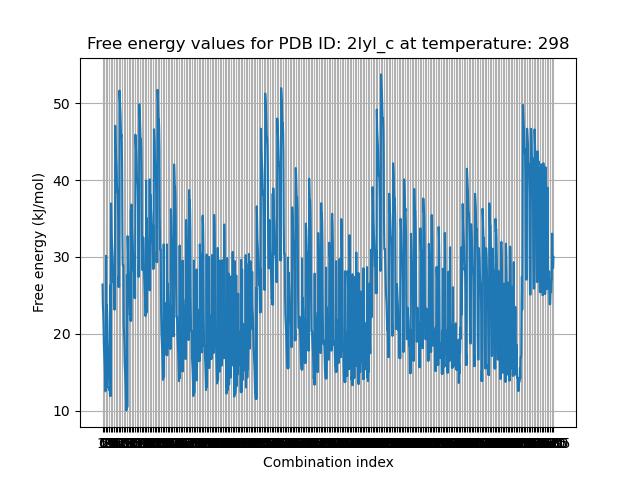 Free energy values for PDB ID: 2lyl_c at temperature: 298
Free energy (kJ/mol)
50
40
30
20
10
Combination index